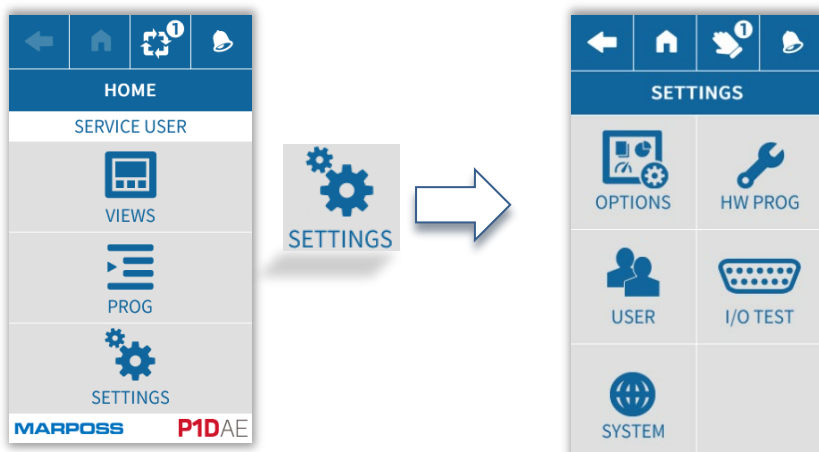 1
HOME
SERVICE USER
VIEWS
PROG
SETTINGS
MARPOSS P1DAE
SETTINGS
1
SETTINGS
OPTIONS HW PROG
USER I/O TEST
SYSTEM